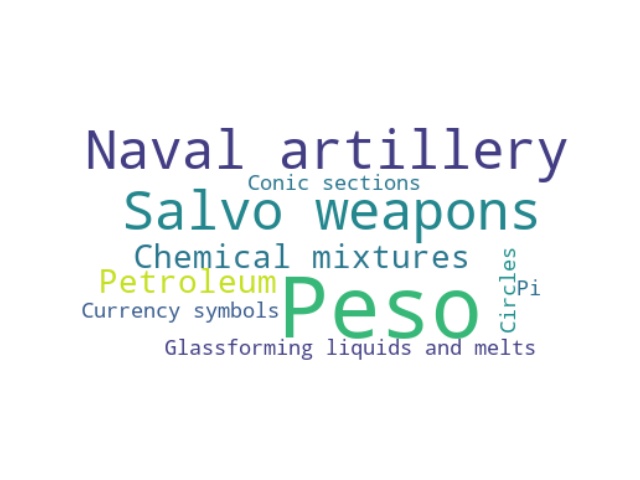 Naval artillery
Conic sections
Salvo weapons
Chemical mixtures
Circles
Petroleum
Peso
Pi
Currency symbols
Glassforming liquids and melts